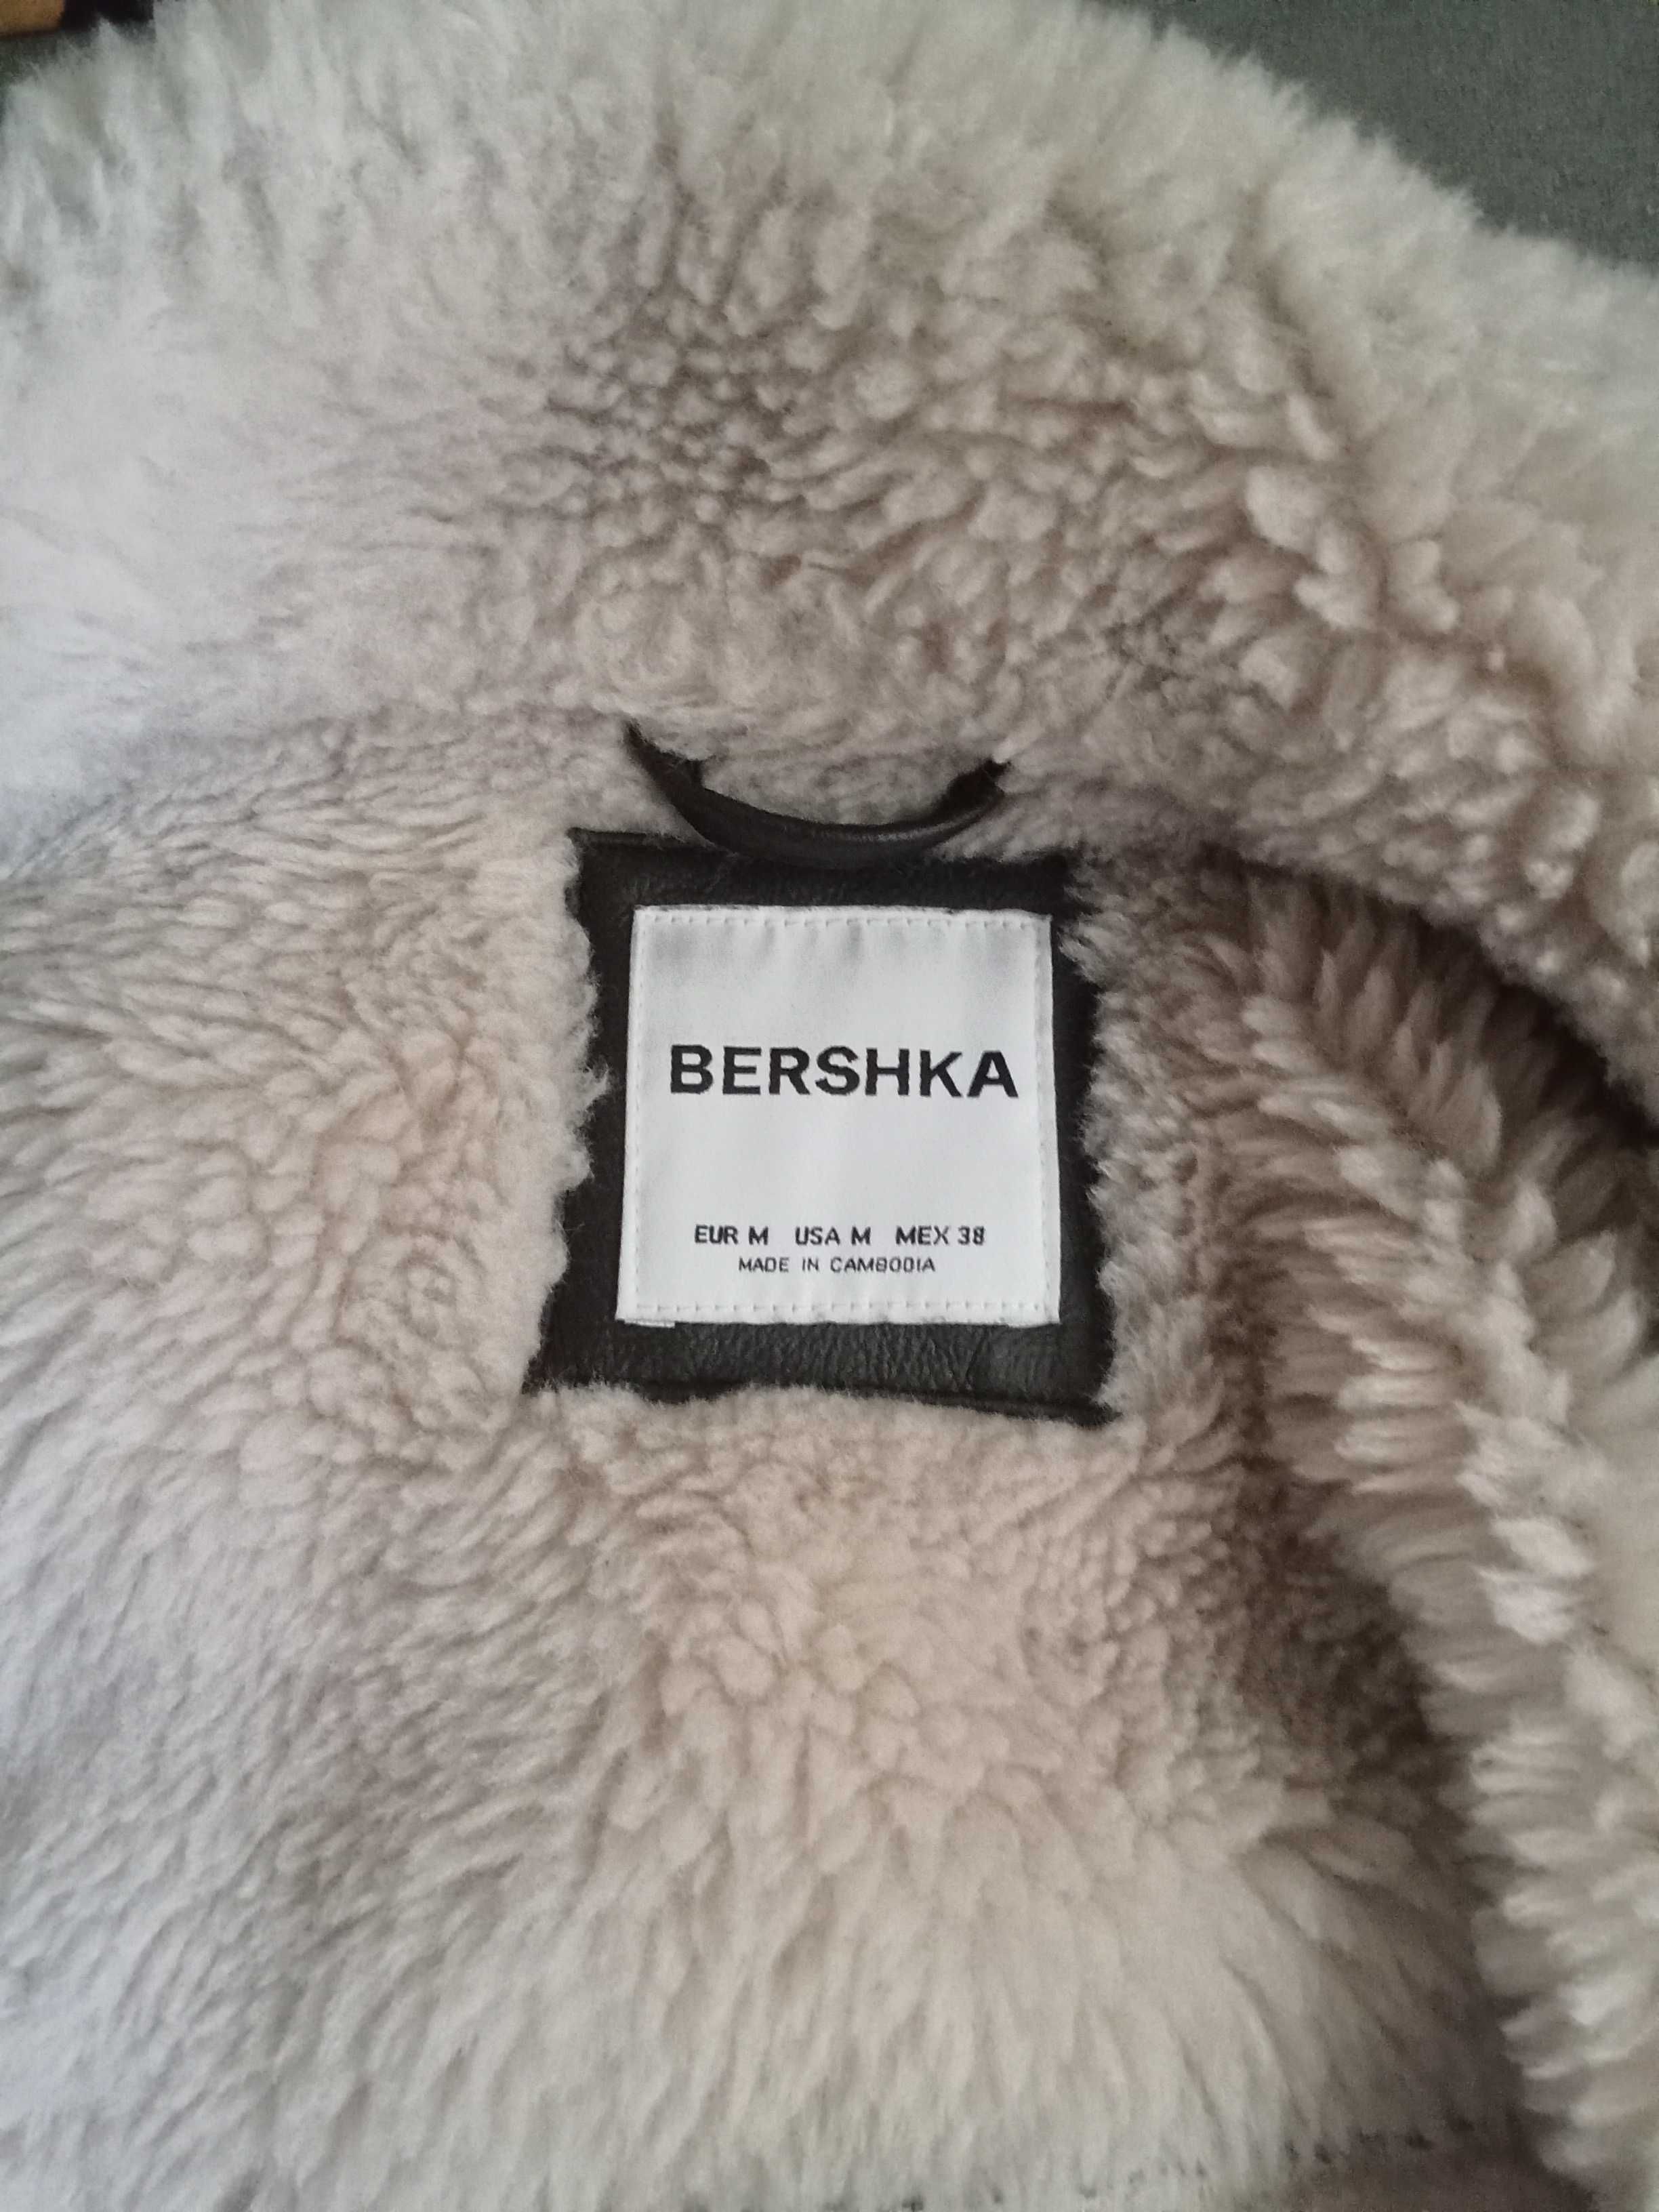 BERSHKA
EUR M USA M MEX 38
MADE IN CAMBODIA